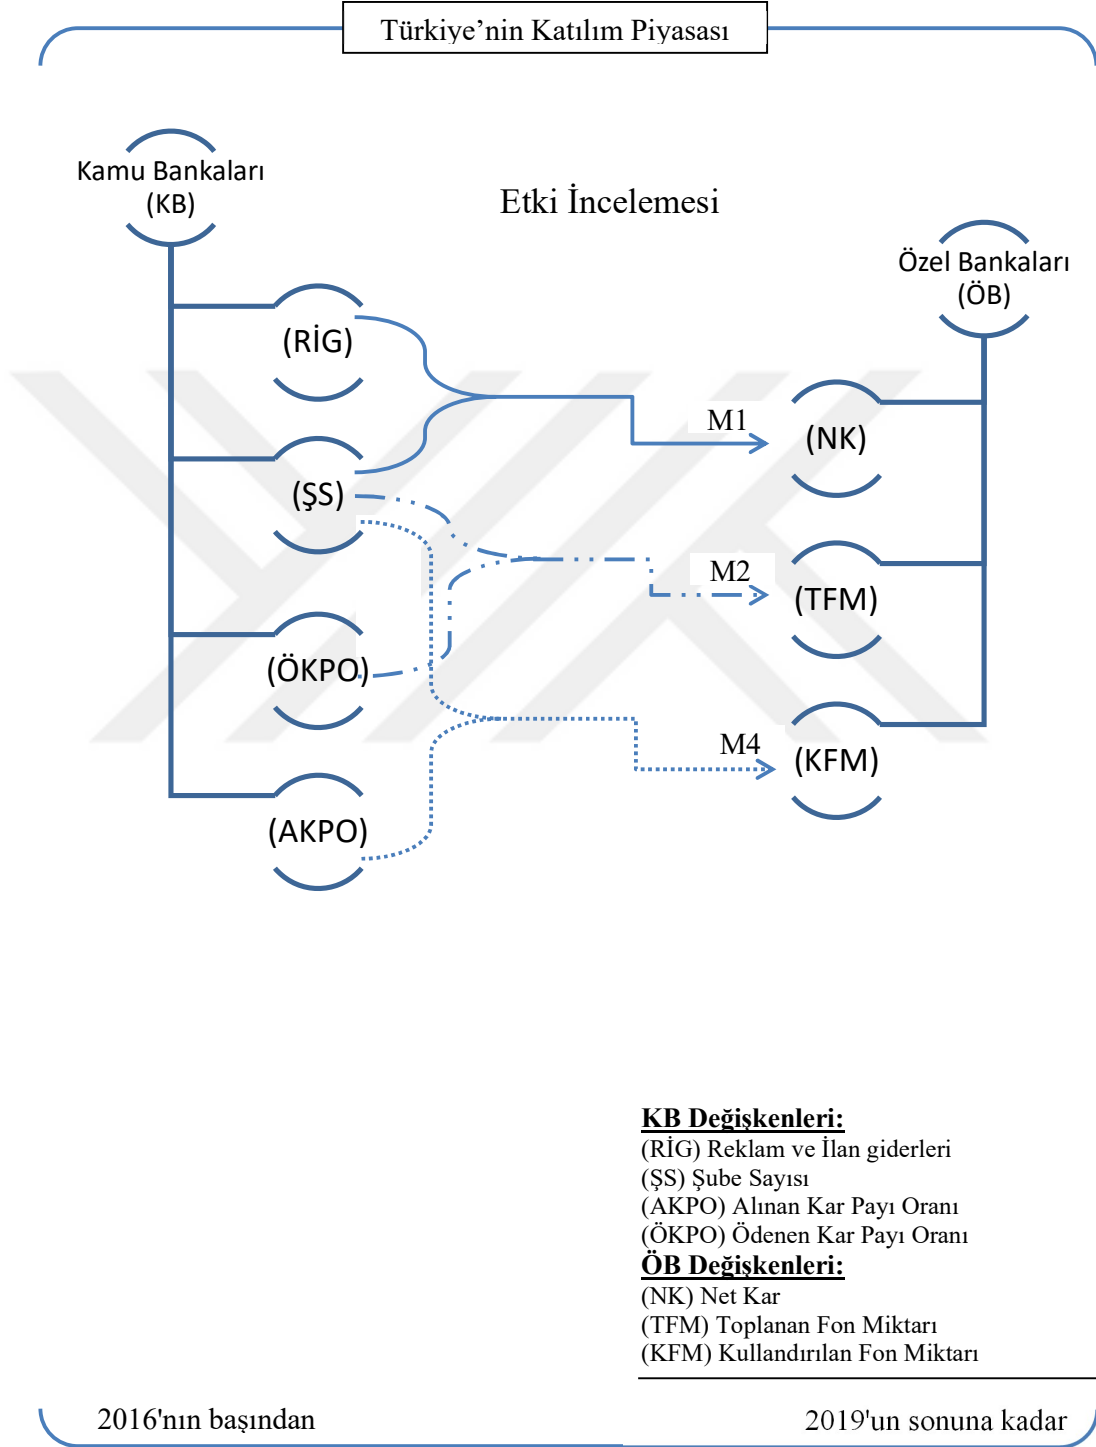 Türkiye’nin Katılım Piyasası
Kamu Bankaları
(KB)
Etki İncelemesi
Özel Bankaları
(ÖB)
(RİG)
M1
(NK)
(ŞS)
M2
(TFM)
(ÖKPO)
M4
(KFM)
(AKPO)
KB Değişkenleri:
(RİG) Reklam ve İlan giderleri
(ŞS) Şube Sayısı
(AKPO) Alınan Kar Payı Oranı
(ÖKPO) Ödenen Kar Payı Oranı
ÖB Değişkenleri:
(NK) Net Kar
(TFM) Toplanan Fon Miktarı
(KFM) Kullandırılan Fon Miktarı
2016'nın başından
2019'un sonuna kadar